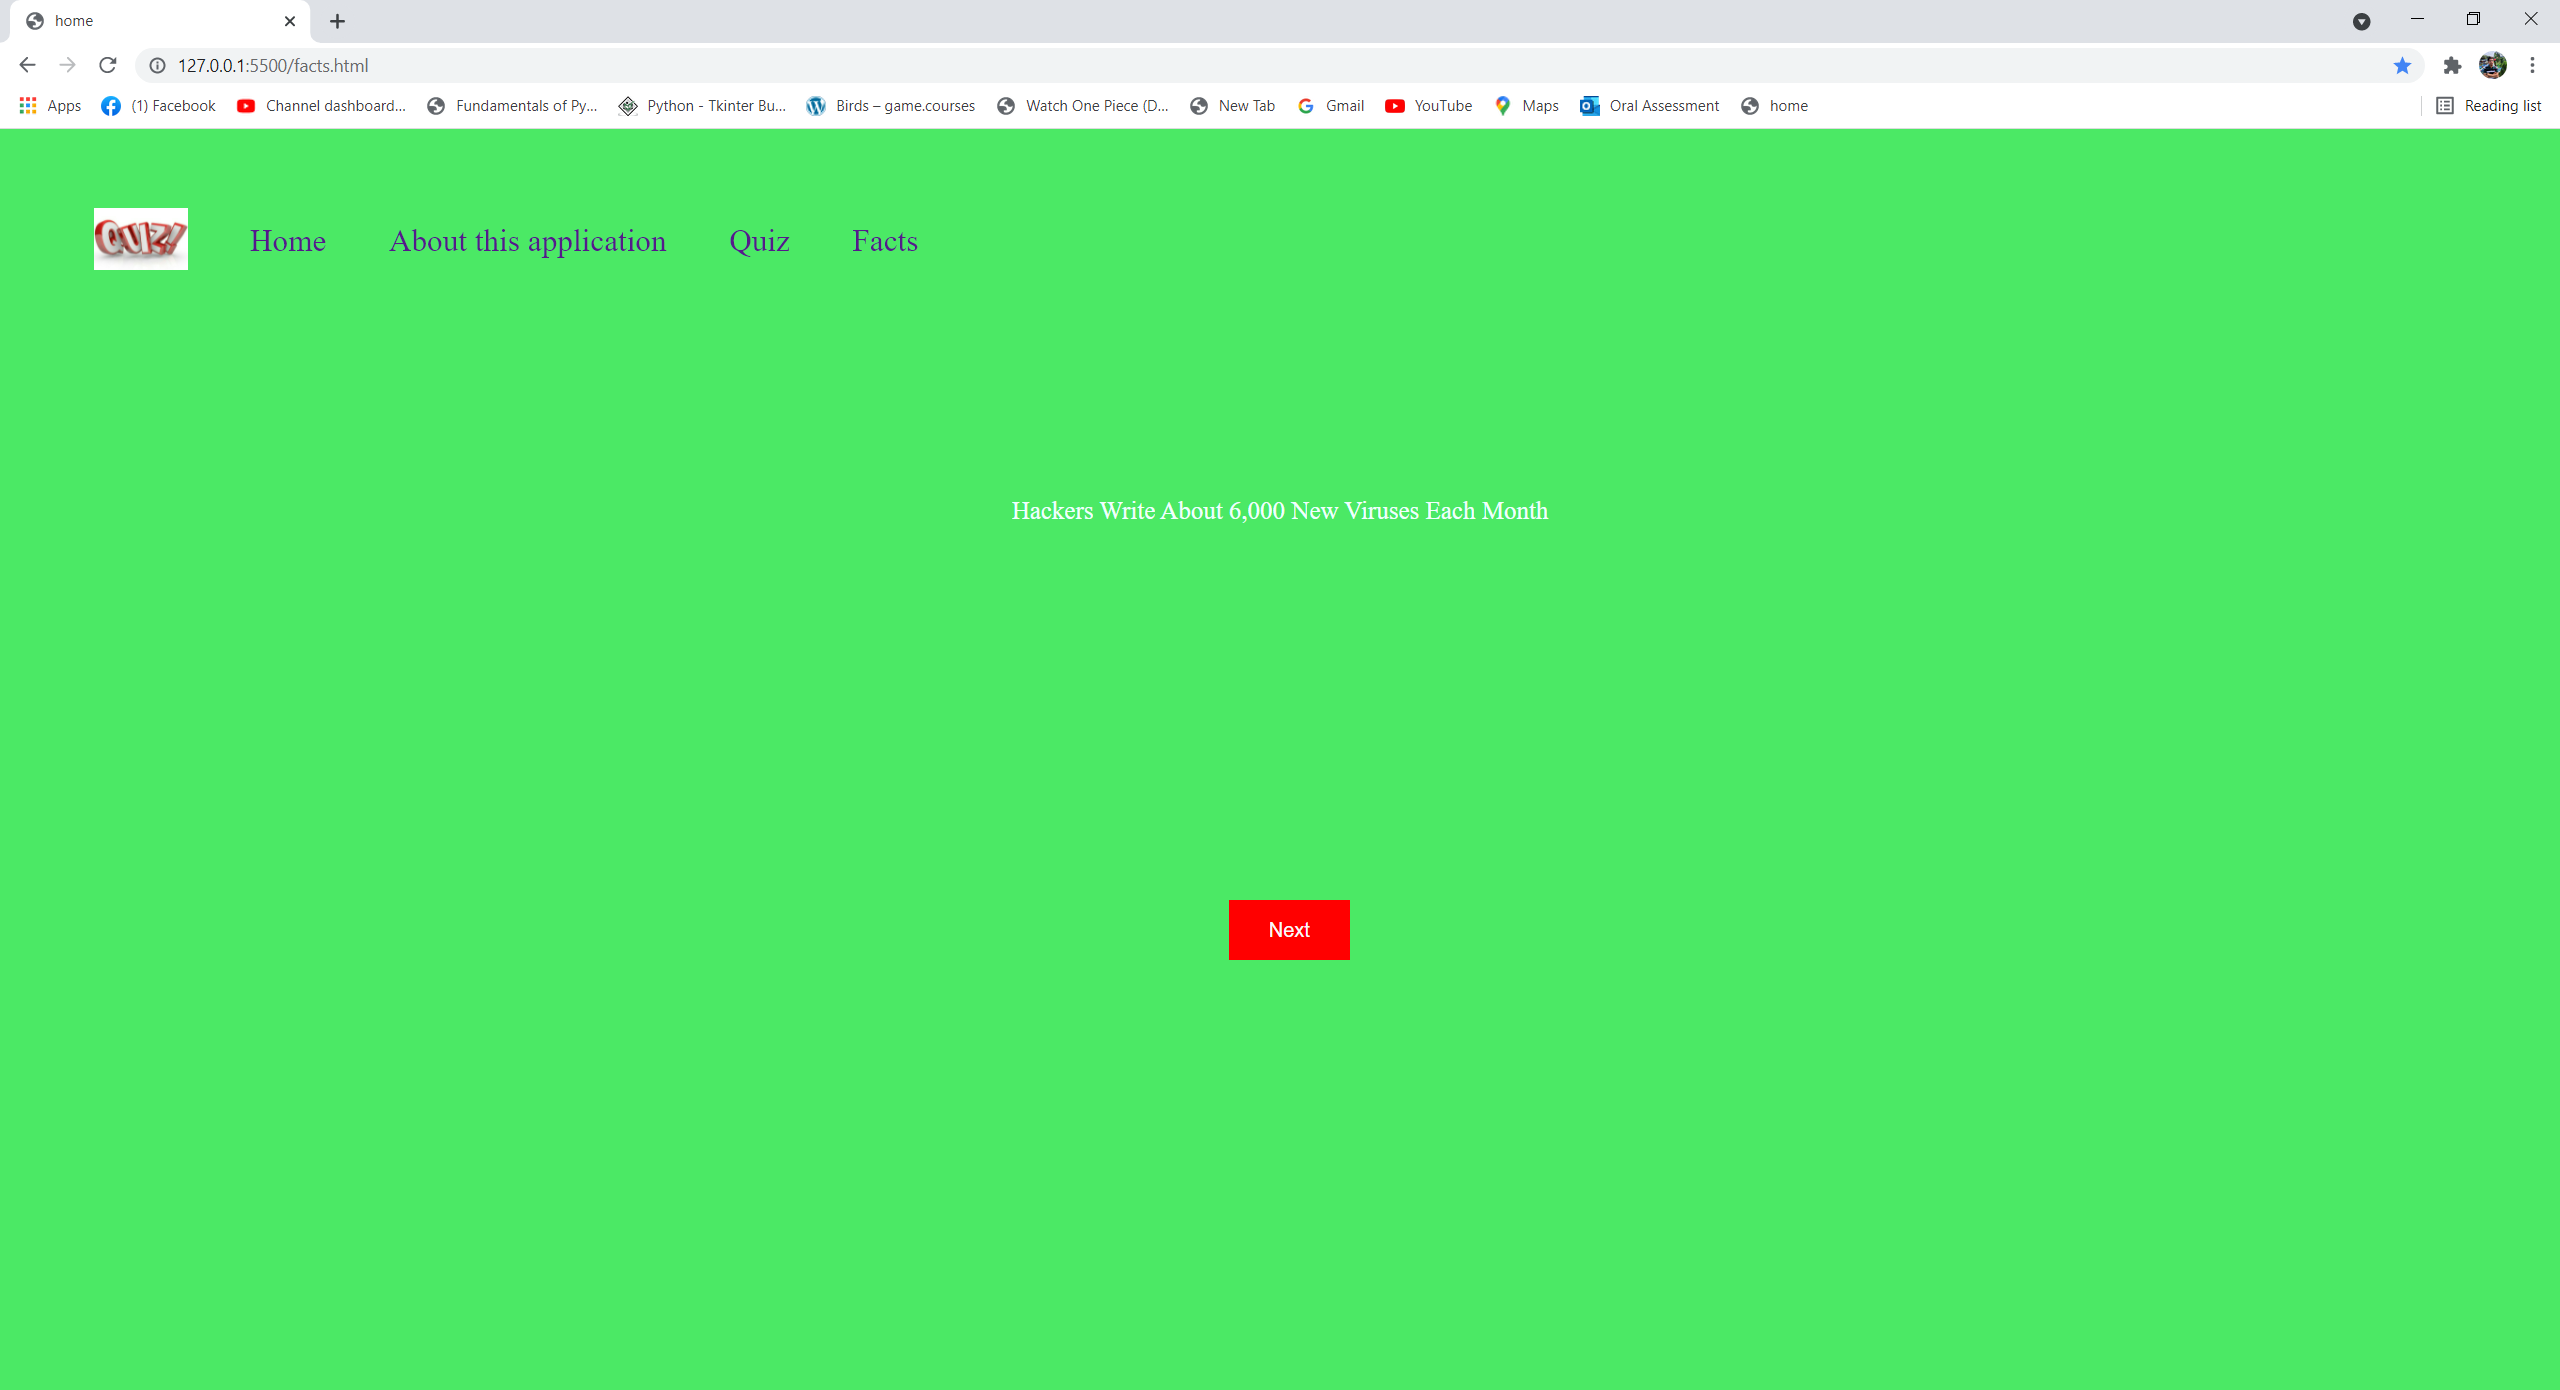 home
127.0.0.1:5500/facts.html
Apps (1) Facebook Channel dashboard... Fundamentals of Py... Python - Tkinter Bu... Birds – game.courses Watch One Piece (D... New Tab Gmail YouTube Maps Oral Assessment home Reading list
QUIZ! Home About this application Quiz Facts
Hackers Write About 6,000 New Viruses Each Month
Next